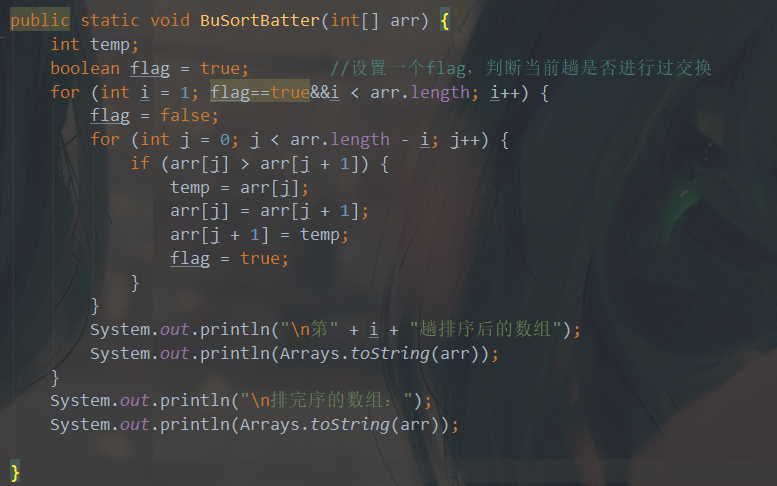 public static void BuSortBatter(int[] arr) {
    int temp;
    boolean flag = true;        //设置一个flag，判断当前趟是否进行过交换
    for (int i = 1; flag==true&&i < arr.length; i++) {
        flag = false;
        for (int j = 0; j < arr.length - i; j++) {
            if (arr[j] > arr[j + 1]) {
                temp = arr[j];
                arr[j] = arr[j + 1];
                arr[j + 1] = temp;
                flag = true;
            }
        }
        System.out.println("\n第" + i + "趟排序后的数组");
        System.out.println(Arrays.toString(arr));
    }
    System.out.println("\n排完序的数组：");
    System.out.println(Arrays.toString(arr));
}